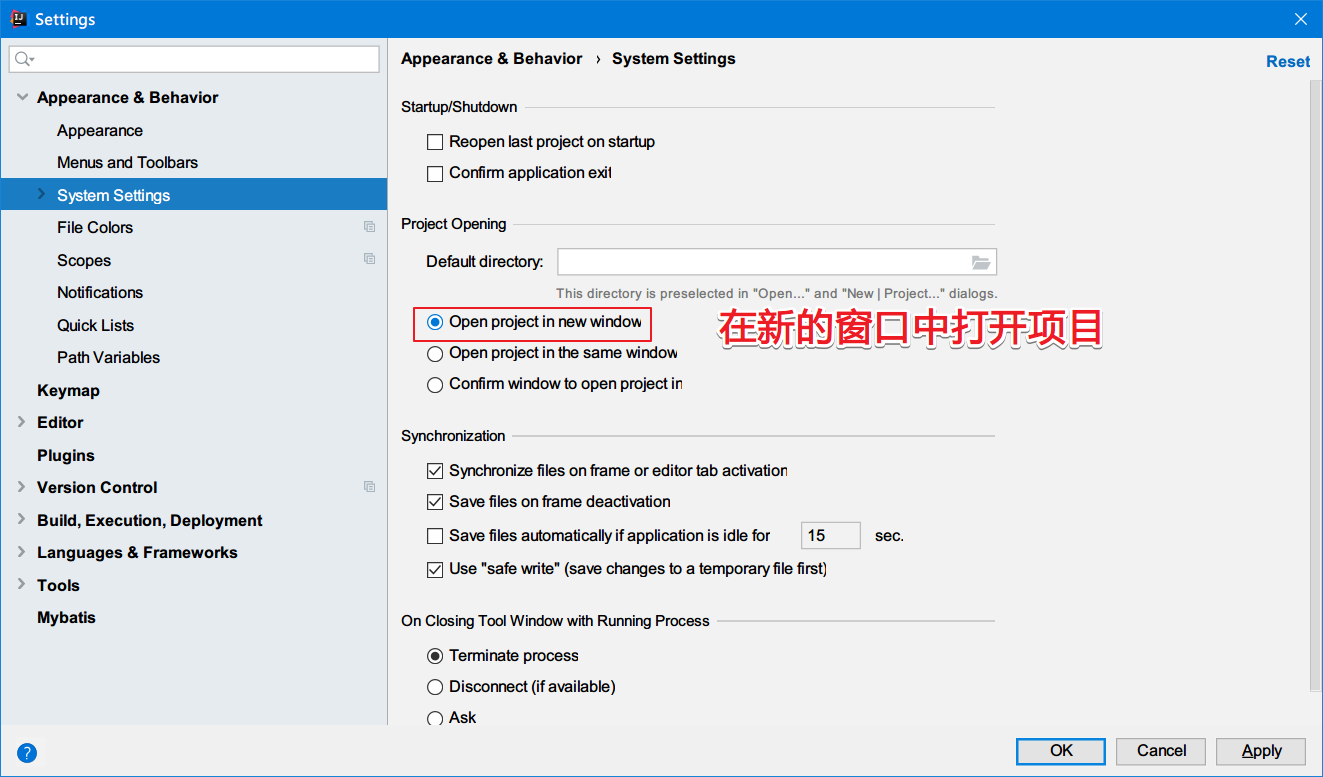 Settings
Appearance & Behavior
Appearance
Menus and Toolbars
System Settings
File Colors
Scopes
Notifications
Quick Lists
Path Variables
Keymap
Editor
Plugins
Version Control
Build, Execution, Deployment
Languages & Frameworks
Tools
Mybatis
Appearance & Behavior › System Settings
Reset
Startup/Shutdown
Reopen last project on startup
Confirm application exit
Project Opening
Default directory:
This directory is preselected in "Open..." and "New | Project..." dialogs.
Open project in new window
在新的窗口中打开项目
Open project in the same window
Confirm window to open project in
Synchronization
Synchronize files on frame or editor tab activation
Save files on frame deactivation
Save files automatically if application is idle for 15 sec.
Use "safe write" (save changes to a temporary file first)
On Closing Tool Window with Running Process
Terminate process
Disconnect (if available)
Ask
?
OK Cancel Apply